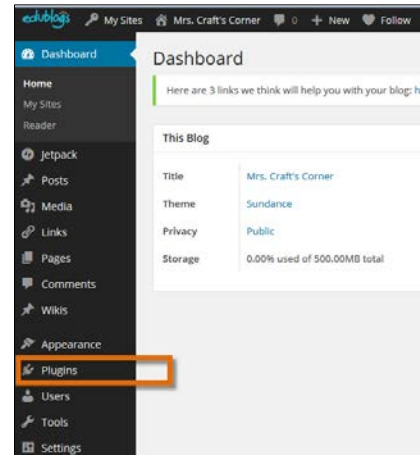 edublogs My Sites Mrs. Craft's Corner 0 New Follow
Dashboard
Home
My Sites
Reader
Jetpack
Posts
Media
Links
Pages
Comments
Wikis
Appearance
Plugins
Users
Tools
Settings
Dashboard
Here are 3 links we think will help you with your blog: h
This Blog
Title Mrs. Craft's Corner
Theme Sundance
Privacy Public
Storage 0.00% used of 500.00MB total